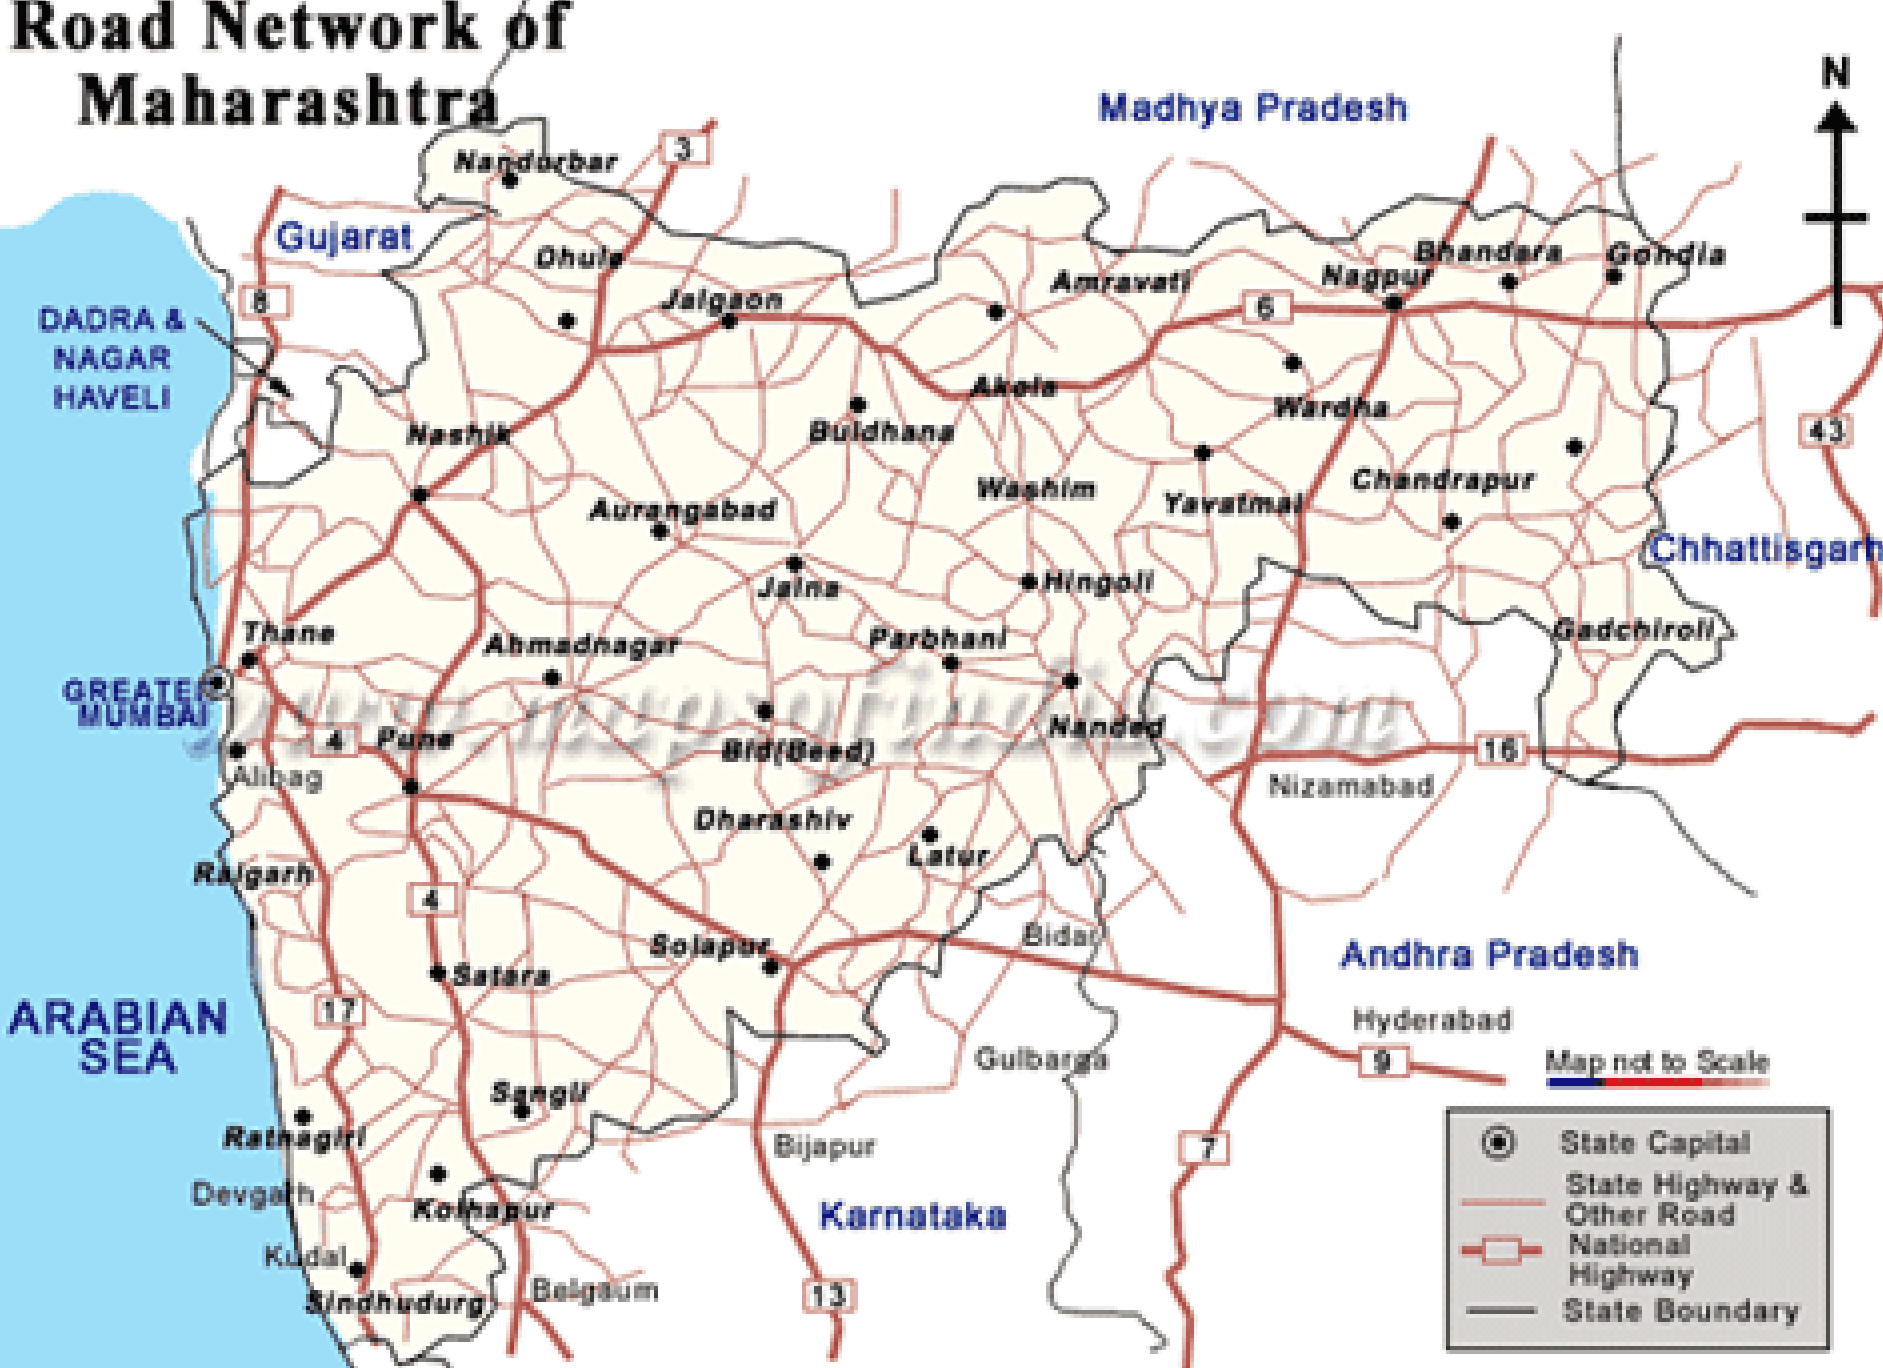 Road Network of
Maharashtra
N
Madhya Pradesh
3
Nandurbar
Gujarat
Dhule
Bhandara
Gondia
Nagpur
Amravati
8
Jalgaon
6
DADRA &
NAGAR
HAVELI
Akola
Wardha
43
Nashik
Buldhana
Washim
Chandrapur
Yavatmal
Aurangabad
Chhattisgarh
Jalna
Hingoli
Thane
Ahmadnagar
Parbhani
Gadchiroli
GREATER
MUMBAI
www.mapsofindia.com
Nanded
4
Pune
Bid(Beed)
16
Alibag
Nizamabad
Dharashiv
Latur
Raigarh
4
Solapur
Bidar
Andhra Pradesh
Satara
ARABIAN
SEA
17
Hyderabad
Gulbarga
9
Map not to Scale
Sangli
Ratnagiri
Bijapur
7
State Capital
Devgarh
Kolhapur
Karnataka
State Highway &
Other Road
Kudal
National
Highway
Belgaum
13
Sindhudurg
State Boundary